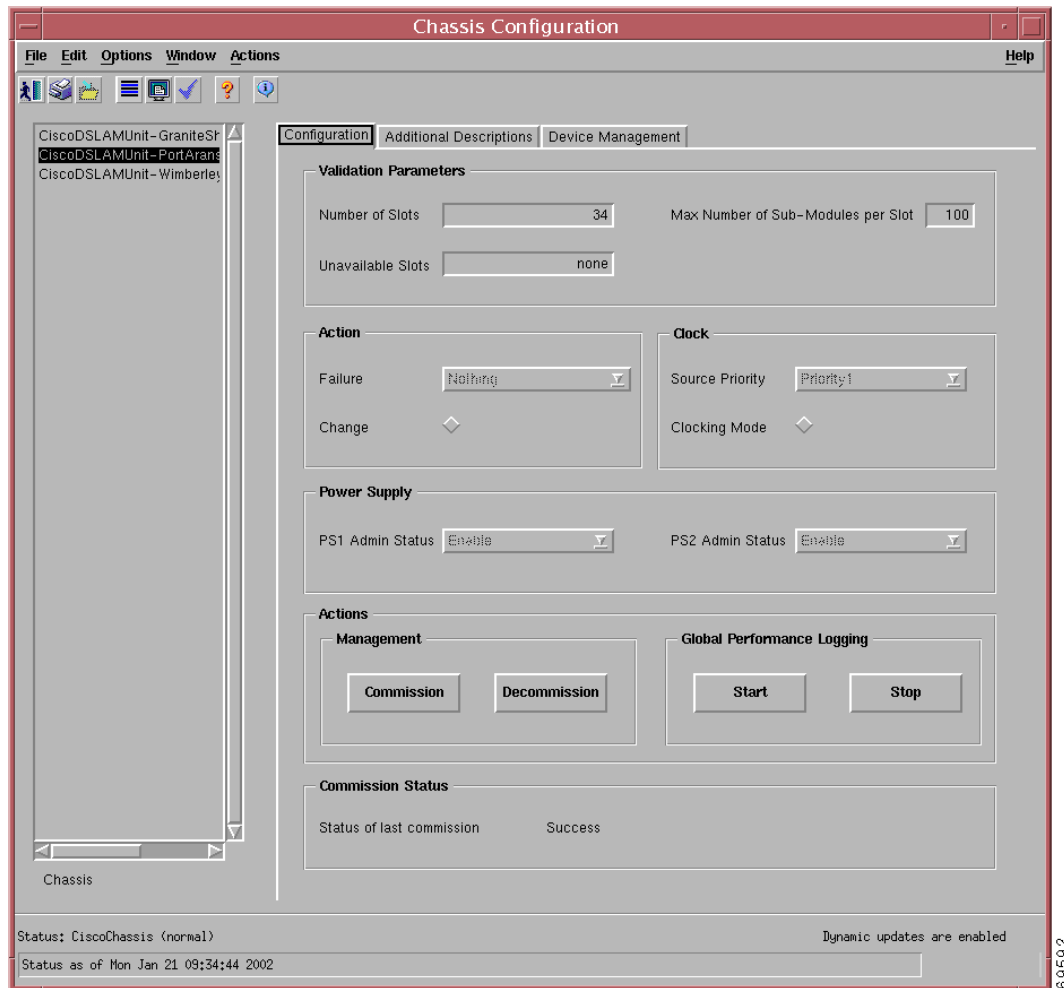 Chassis Configuration
File Edit Options Window Actions Help
CiscoDSLAMUnit-GraniteSh
CiscoDSLAMUnit-PortArans
CiscoDSLAMUnit-Wimberley
Chassis
Configuration Additional Descriptions Device Management
Validation Parameters
Number of Slots 34 Max Number of Sub-Modules per Slot 100
Unavailable Slots none
Action
Failure Nothing
Change
Clock
Source Priority Priority1
Clocking Mode
Power Supply
PS1 Admin Status Enable PS2 Admin Status Enable
Actions
Management
Commission Decommission
Global Performance Logging
Start Stop
Commission Status
Status of last commission Success
Status: CiscoChassis (normal) Dynamic updates are enabled
Status as of Mon Jan 21 09:34:44 2002
69592